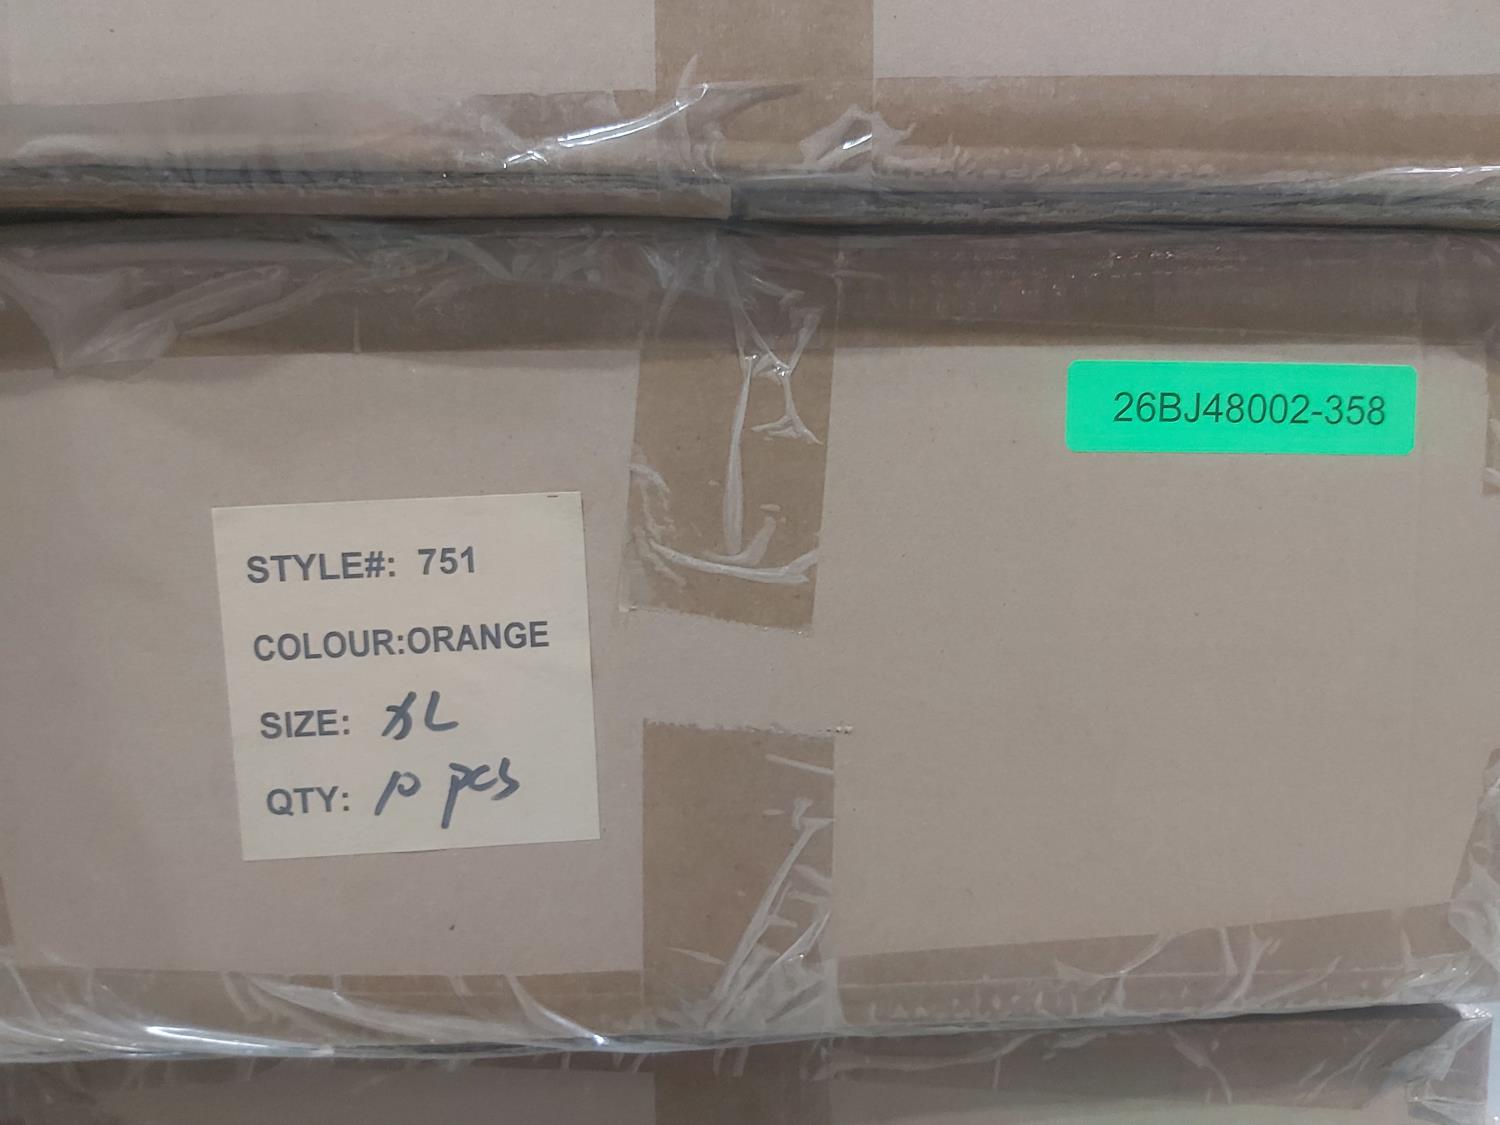 26BJ48002-358
STYLE#: 751
COLOUR:ORANGE
SIZE: XL
QTY: 10 pcs